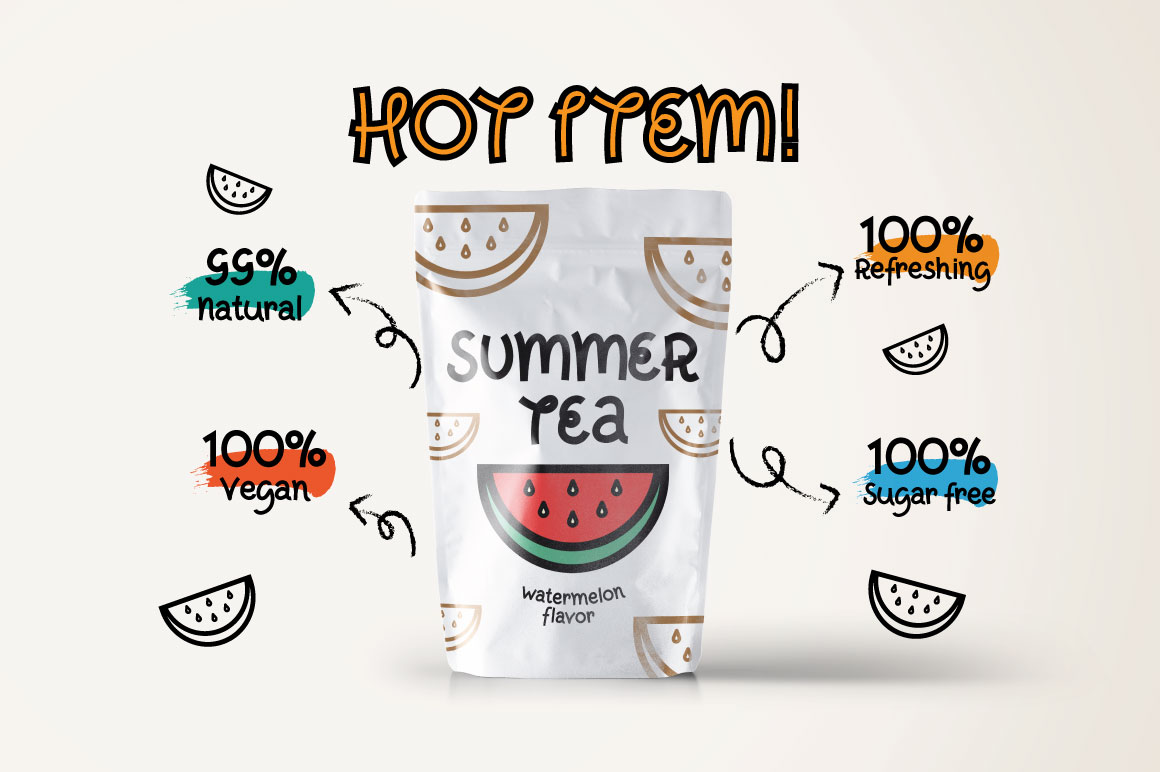 HOT ITEM!
99%
Natural
100%
Vegan
SUMMER
TEA
watermelon
flavor
100%
Refreshing
100%
Sugar free